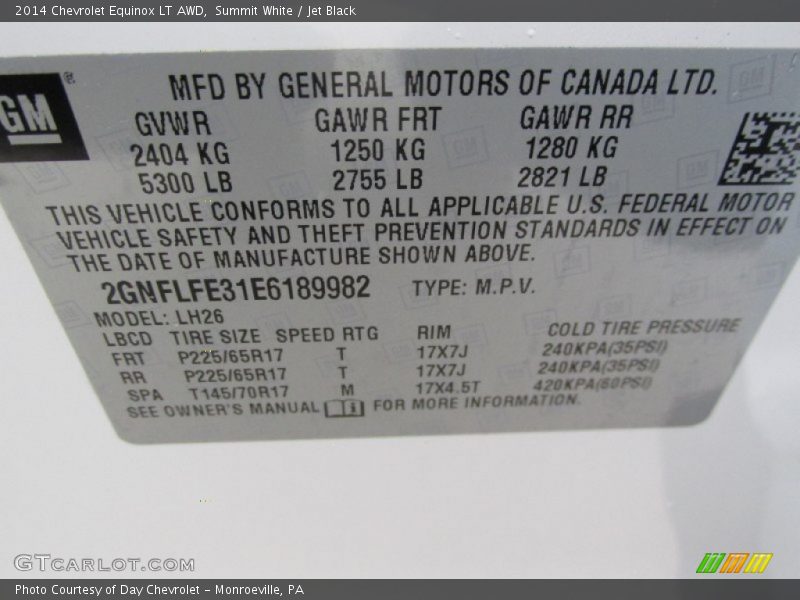 2014 Chevrolet Equinox LT AWD,  Summit White / Jet Black
GM®
MFD BY GENERAL MOTORS OF CANADA LTD.
GVWR GAWR FRT GAWR RR
2404 KG 1250 KG 1280 KG
5300 LB 2755 LB 2821 LB
THIS VEHICLE CONFORMS TO ALL APPLICABLE U.S. FEDERAL MOTOR
VEHICLE SAFETY AND THEFT PREVENTION STANDARDS IN EFFECT ON
THE DATE OF MANUFACTURE SHOWN ABOVE.
2GNFLFE31E6189982 TYPE: M.P.V.
MODEL: LH26
LBCD TIRE SIZE SPEED RTG RIM COLD TIRE PRESSURE
FRT P225/65R17 T 17X7J 240KPA(35PSI)
RR P225/65R17 T 17X7J 240KPA(35PSI)
SPA T145/70R17 M 17X4.5T 420KPA(60PSI)
SEE OWNER'S MANUAL FOR MORE INFORMATION.
GTCARLOT.COM
Photo Courtesy of Day Chevrolet – Monroeville, PA